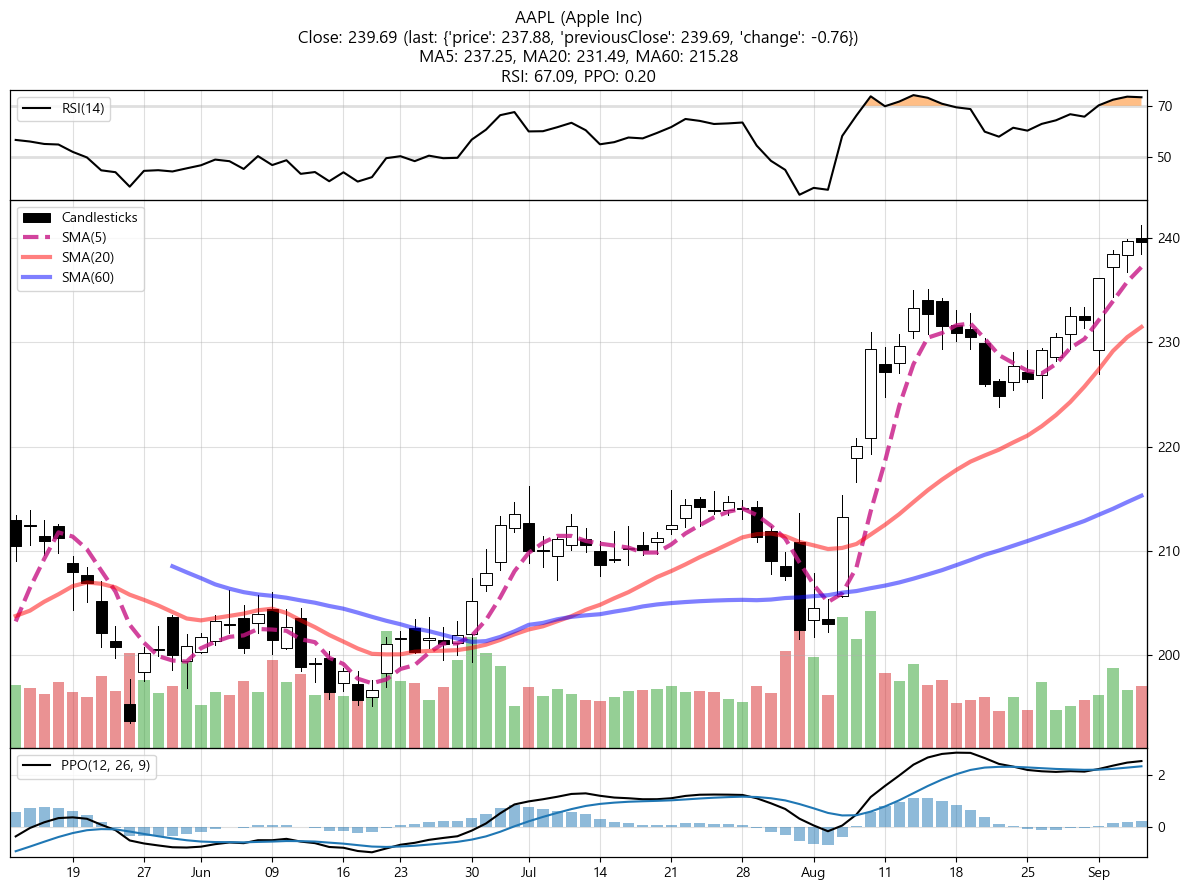 AAPL (Apple Inc)
Close: 239.69 (last: {'price': 237.88, 'previousClose': 239.69, 'change': -0.76})
MA5: 237.25, MA20: 231.49, MA60: 215.28
RSI: 67.09, PPO: 0.20
RSI(14)
70
50
Candlesticks
SMA(5)
SMA(20)
SMA(60)
240
230
220
210
200
PPO(12, 26, 9)
2
0
19 27 Jun 09 16 23 30 Jul 14 21 28 Aug 11 18 25 Sep